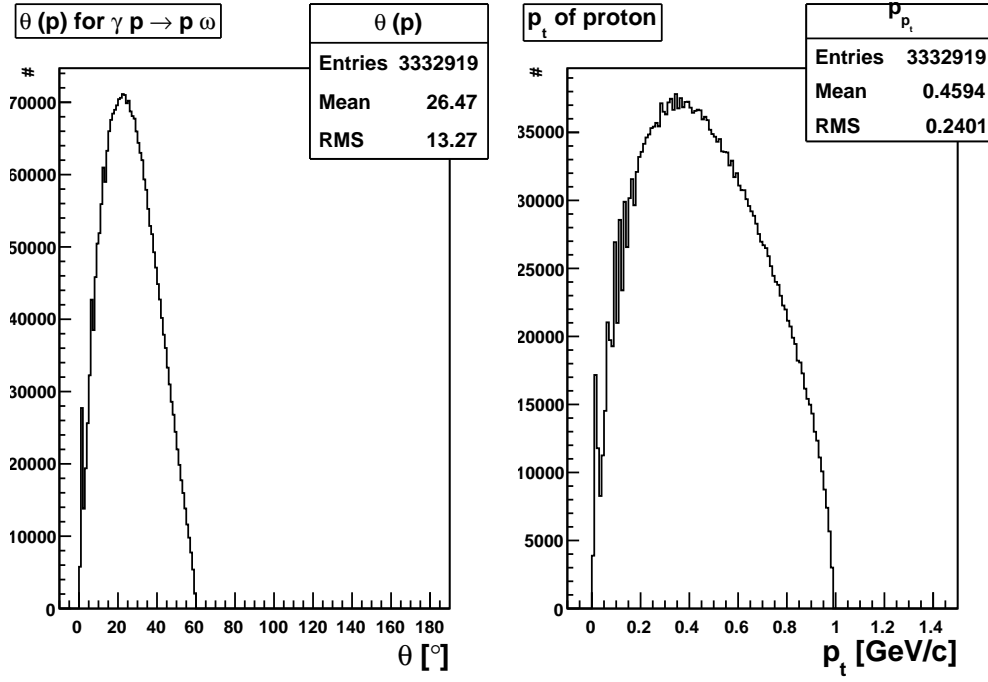 θ (p) for γ p → p ω
θ (p)
Entries 3332919
Mean 26.47
RMS 13.27
#
70000
60000
50000
40000
30000
20000
10000
0
0 20 40 60 80 100 120 140 160 180
θ [°]
p_t of proton
p_p_t
Entries 3332919
Mean 0.4594
RMS 0.2401
#
35000
30000
25000
20000
15000
10000
5000
0
0 0.2 0.4 0.6 0.8 1 1.2 1.4
p_t [GeV/c]